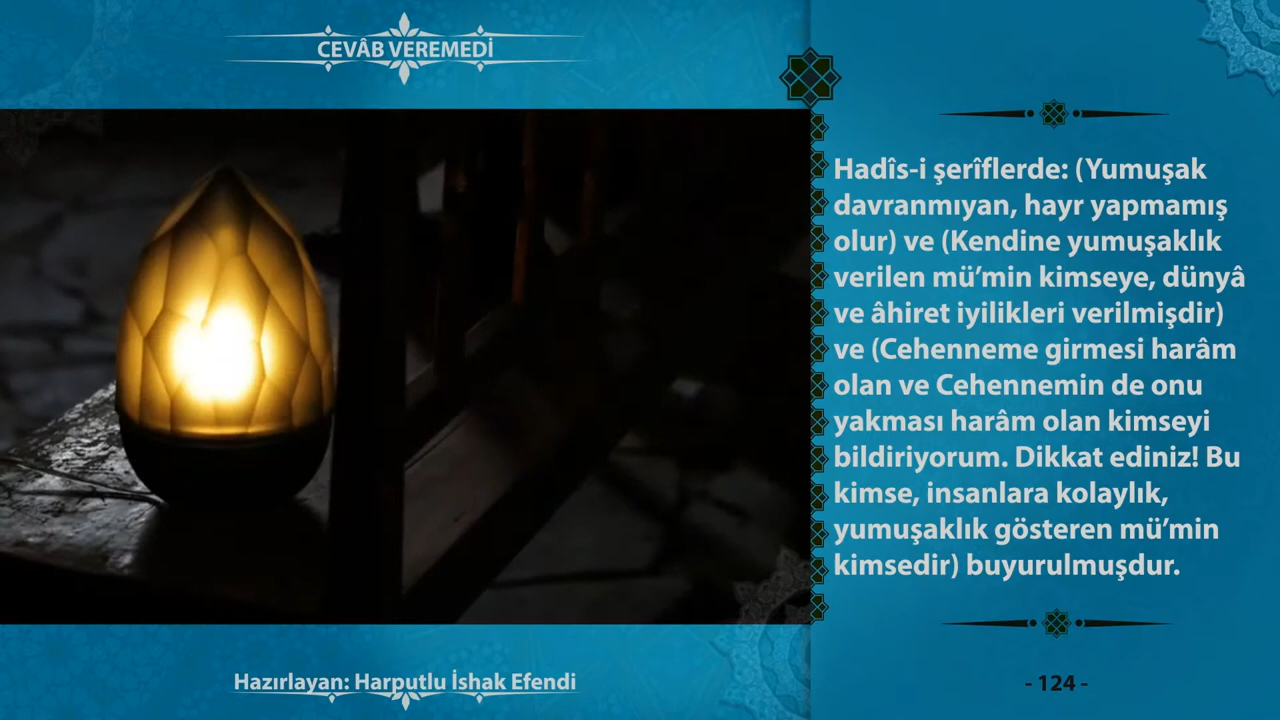 CEVÂB VEREMEDİ
Hadîs-i şerîflerde: (Yumuşak
davranmıyan, hayr yapmamış
olur) ve (Kendine yumuşaklık
verilen mü’min kimseye, dünyâ
ve âhiret iyilikleri verilmişdir)
ve (Cehenneme girmesi harâm
olan ve Cehennemin de onu
yakması harâm olan kimseyi
bildiriyorum. Dikkat ediniz! Bu
kimse, insanlara kolaylık,
yumuşaklık gösteren mü’min
kimsedir) buyurulmuşdur.
Hazırlayan: Harputlu İshak Efendi
- 124 -